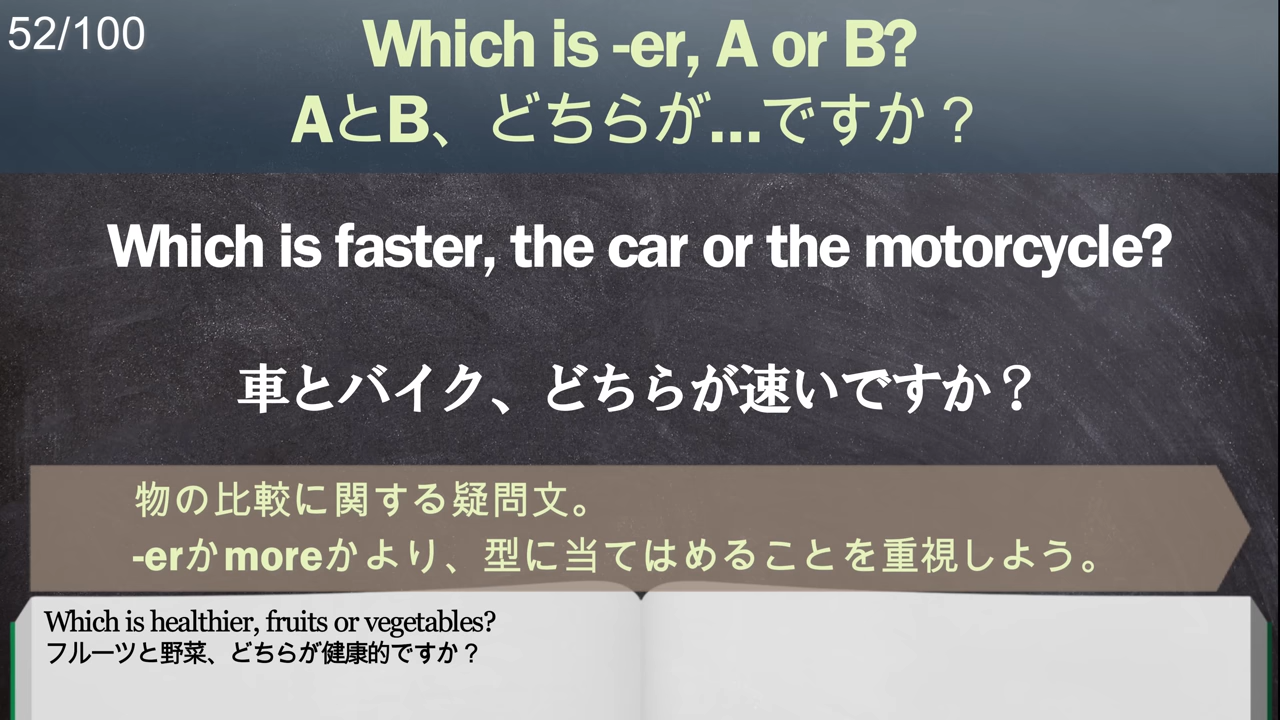 52/100
Which is -er, A or B?
AとB、どちらが...ですか？
Which is faster, the car or the motorcycle?
車とバイク、どちらが速いですか？
物の比較に関する疑問文。
-erかmoreかより、型に当てはめることを重視しよう。
Which is healthier, fruits or vegetables?
フルーツと野菜、どちらが健康的ですか？